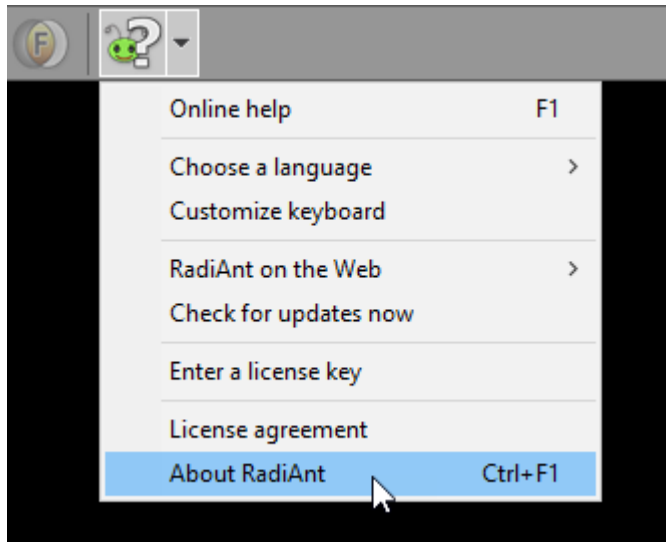 F
Online help F1
Choose a language
Customize keyboard
RadiAnt on the Web
Check for updates now
Enter a license key
License agreement
About RadiAnt Ctrl+F1